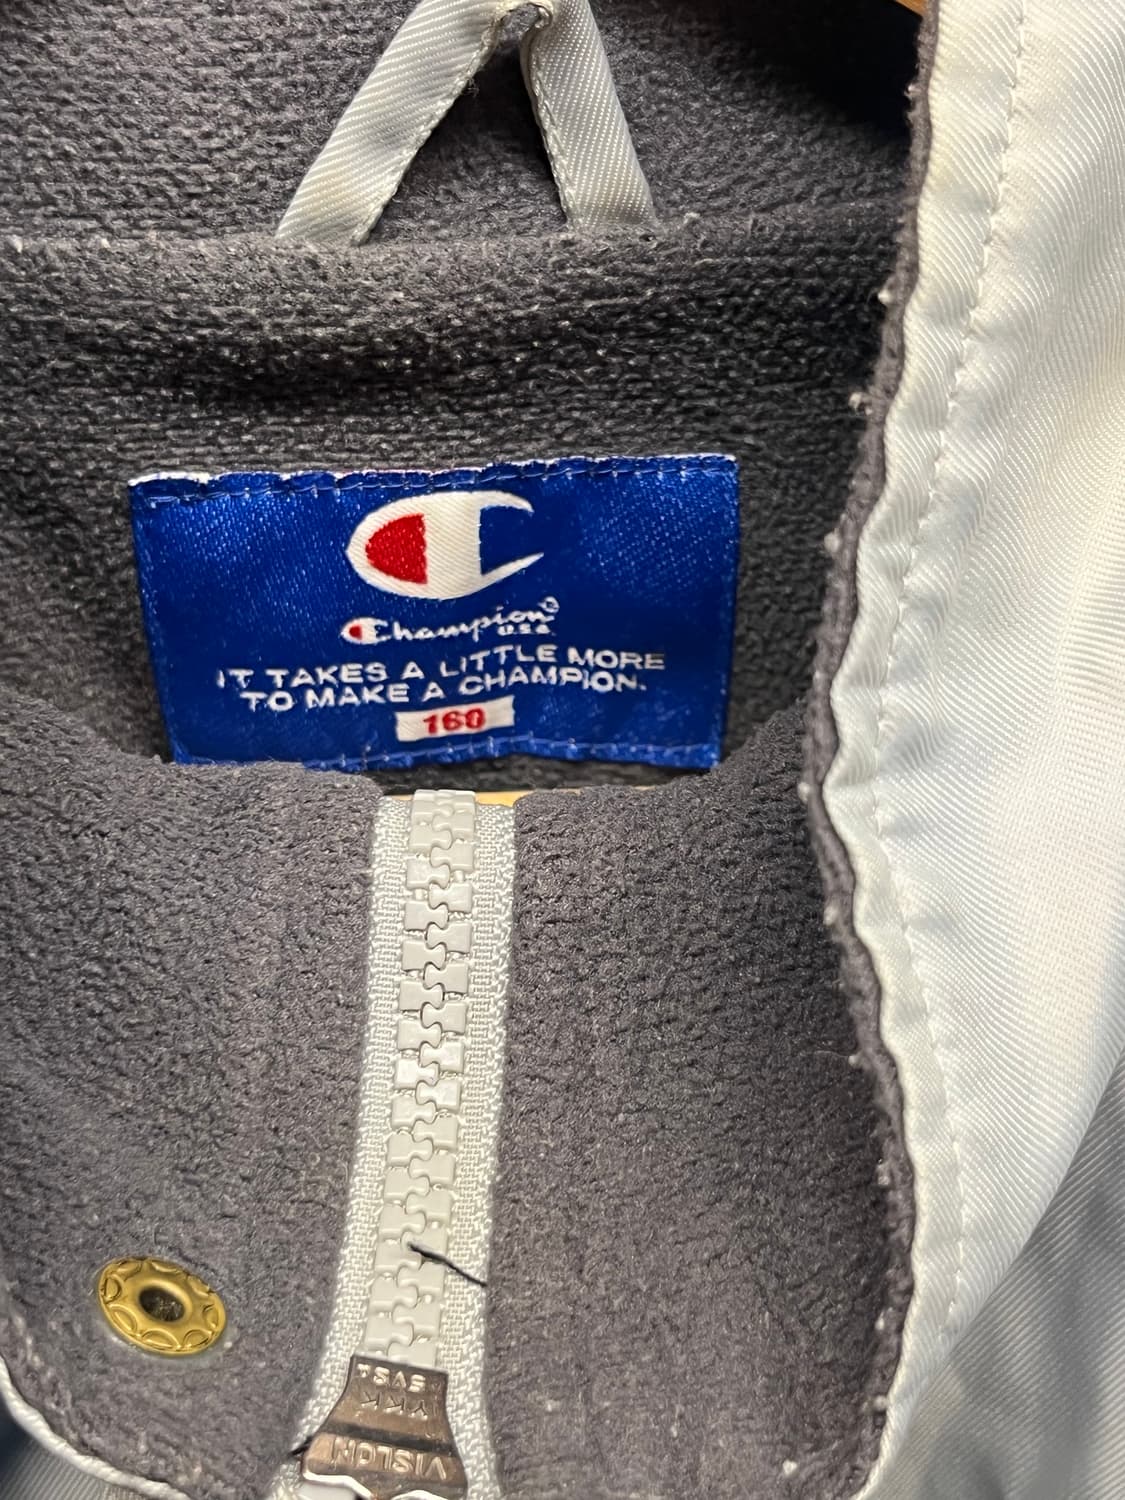 Champion
U.S.A.
IT TAKES A LITTLE MORE
TO MAKE A CHAMPION.
160
YKK
VISLON